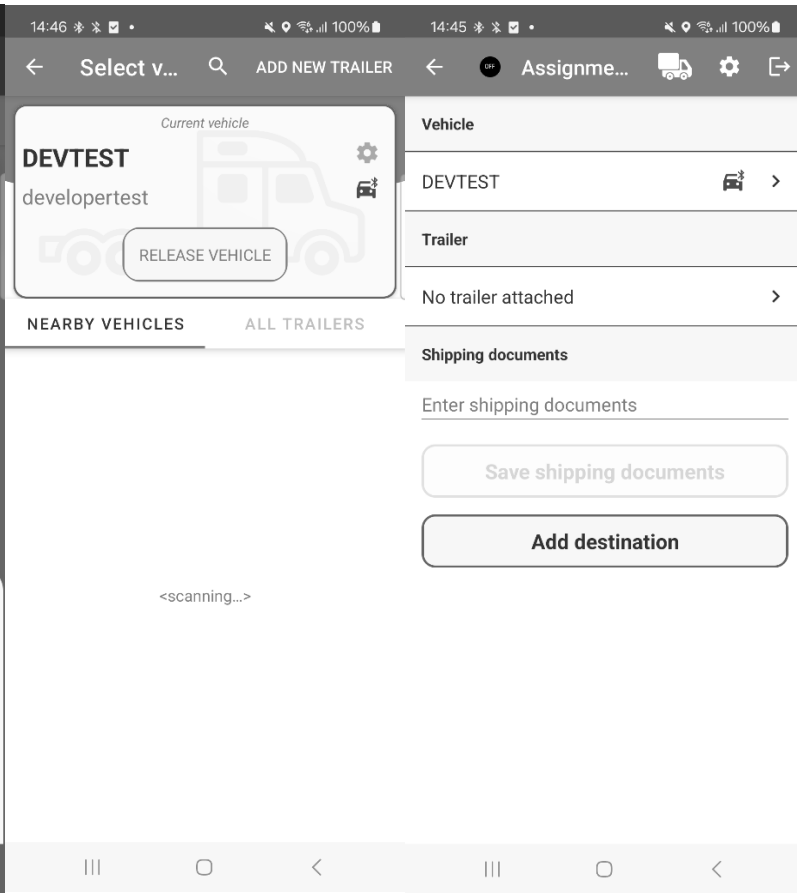 14:46
100%
Select v...
ADD NEW TRAILER
Current vehicle
DEVTEST
developertest
RELEASE VEHICLE
NEARBY VEHICLES
ALL TRAILERS
<scanning...>
14:45
100%
OFF
Assignme...
Vehicle
DEVTEST
Trailer
No trailer attached
Shipping documents
Enter shipping documents
Save shipping documents
Add destination